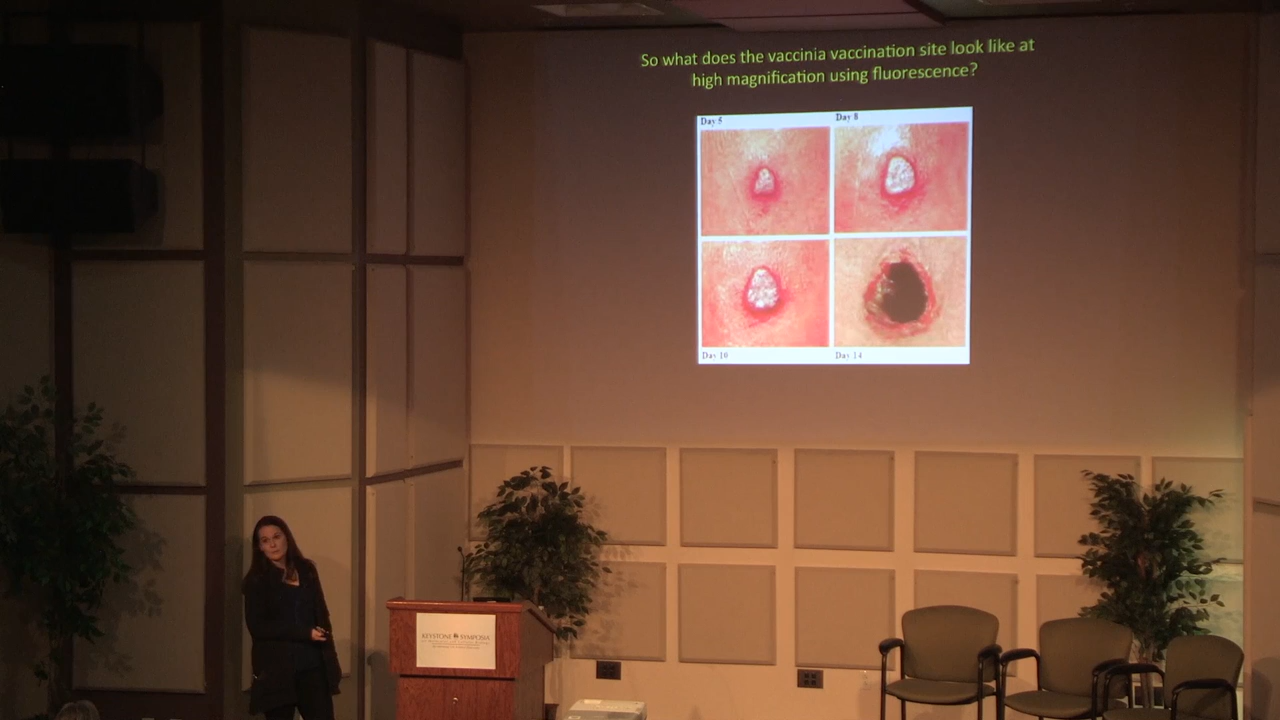 So what does the vaccinia vaccination site look like at
high magnification using fluorescence?
Day 5
Day 8
Day 10
Day 14
KEYSTONE SYMPOSIA